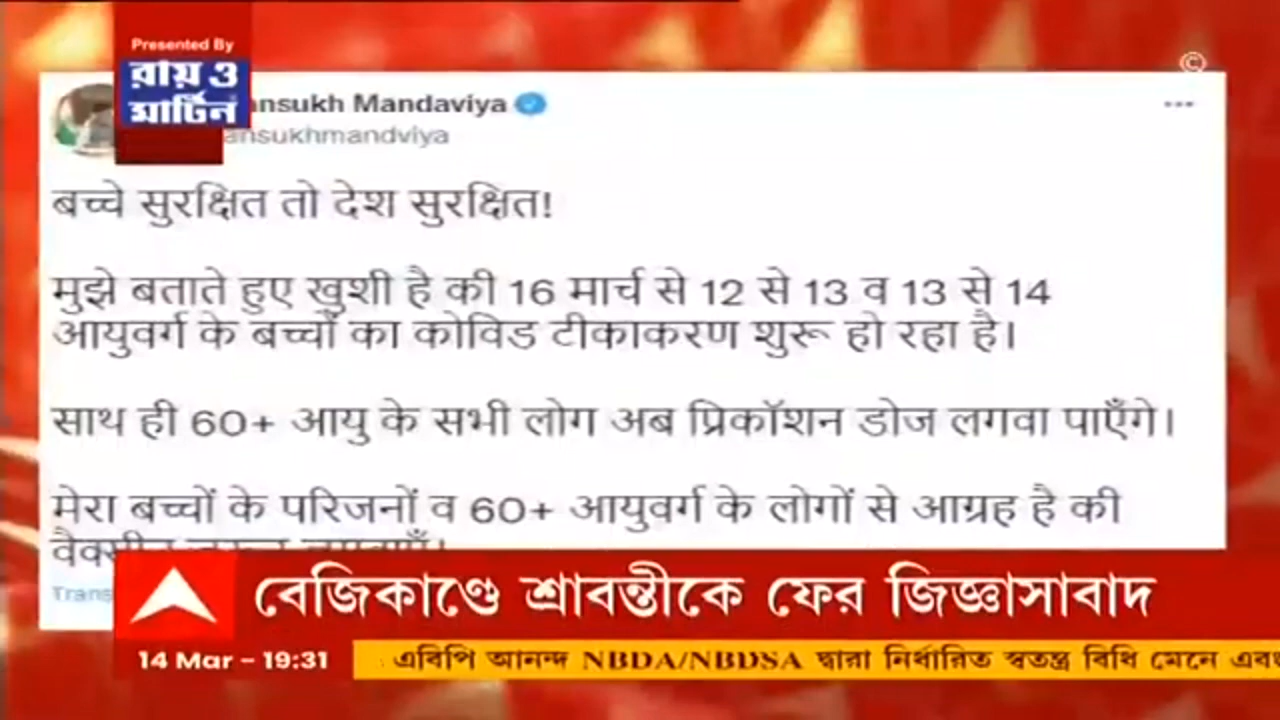 Presented By
রায় ও
মার্টিন
©
ansukh Mandaviya
ansukhmandviya
बच्चे सुरक्षित तो देश सुरक्षित!
मुझे बताते हुए खुशी है की 16 मार्च से 12 से 13 व 13 से 14
आयुवर्ग के बच्चों का कोविड टीकाकरण शुरू हो रहा है।
साथ ही 60+ आयु के सभी लोग अब प्रिकॉशन डोज लगवा पाएँगे।
मेरा बच्चों के परिजनों व 60+ आयुवर्ग के लोगों से आग्रह है की
Trans
বেজিকাণ্ডে শ্রাবন্তীকে ফের জিজ্ঞাসাবাদ
14 Mar – 19:31
এবিপি আনন্দ NBDA/NBDSA দ্বারা নির্ধারিত স্বতন্ত্র বিধি মেনে এবং